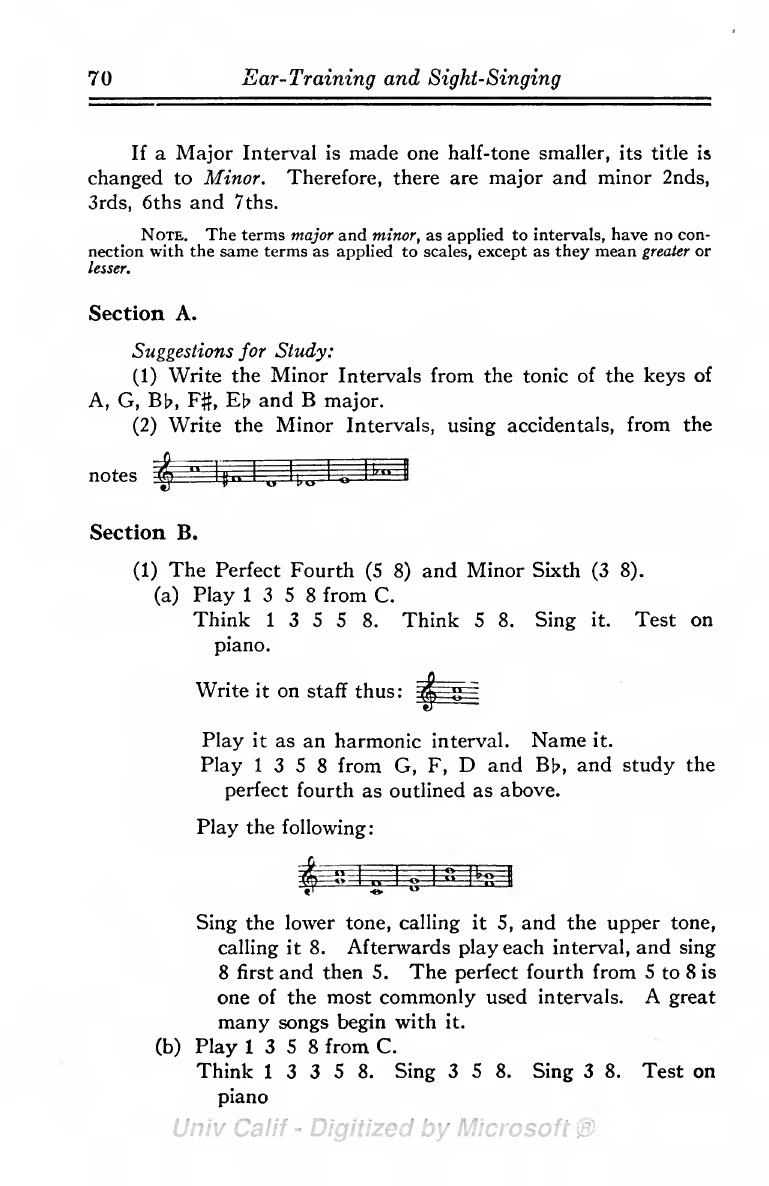 70 Ear-Training and Sight-Singing
If a Major Interval is made one half-tone smaller, its title is
changed to Minor. Therefore, there are major and minor 2nds,
3rds, 6ths and 7ths.
NOTE. The terms major and minor, as applied to intervals, have no con-
nection with the same terms as applied to scales, except as they mean greater or
lesser.
Section A.
Suggestions for Study:
(1) Write the Minor Intervals from the tonic of the keys of
A, G, B♭, F♯, E♭ and B major.
(2) Write the Minor Intervals, using accidentals, from the
notes
Section B.
(1) The Perfect Fourth (5 8) and Minor Sixth (3 8).
(a) Play 1 3 5 8 from C.
Think 1 3 5 5 8. Think 5 8. Sing it. Test on
piano.
Write it on staff thus:
Play it as an harmonic interval. Name it.
Play 1 3 5 8 from G, F, D and B♭, and study the
perfect fourth as outlined as above.
Play the following:
Sing the lower tone, calling it 5, and the upper tone,
calling it 8. Afterwards play each interval, and sing
8 first and then 5. The perfect fourth from 5 to 8 is
one of the most commonly used intervals. A great
many songs begin with it.
(b) Play 1 3 5 8 from C.
Think 1 3 3 5 8. Sing 3 5 8. Sing 3 8. Test on
piano
Univ Calif - Digitized by Microsoft ®